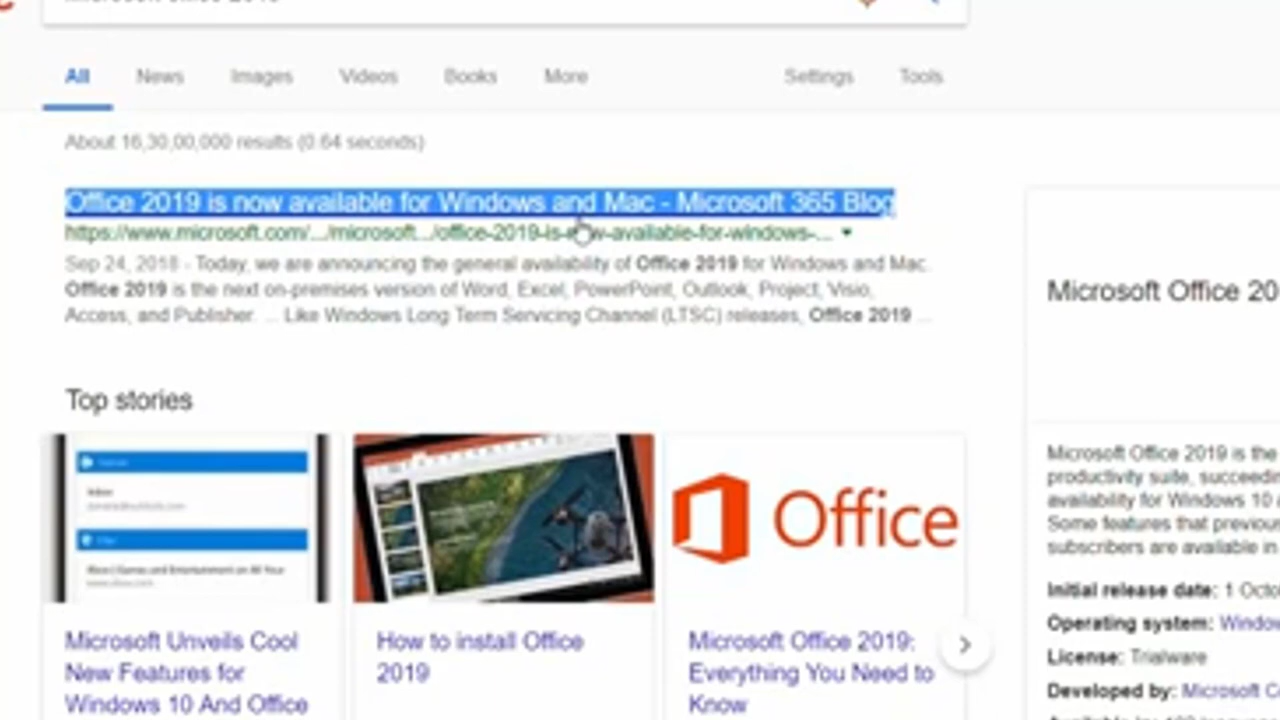 All
News
Images
Videos
Books
More
Settings
Tools
About 16,30,00,000 results (0.64 seconds)
Office 2019 is now available for Windows and Mac - Microsoft 365 Blog
https://www.microsoft.com/.../microsoft.../office-2019-is-now-available-for-windows-...
Sep 24, 2018 - Today, we are announcing the general availability of Office 2019 for Windows and Mac.
Office 2019 is the next on-premises version of Word, Excel, PowerPoint, Outlook, Project, Visio,
Access, and Publisher. ... Like Windows Long Term Servicing Channel (LTSC) releases, Office 2019 ...
Top stories
Office
Microsoft Unveils Cool
New Features for
Windows 10 And Office
How to install Office
2019
Microsoft Office 2019:
Everything You Need to
Know
Microsoft Office 20
Microsoft Office 2019 is the
productivity suite, succeedin
availability for Windows 10
Some features that previous
subscribers are available in
Initial release date: 1 Octo
Operating system: Window
License: Trialware
Developed by: Microsoft Co